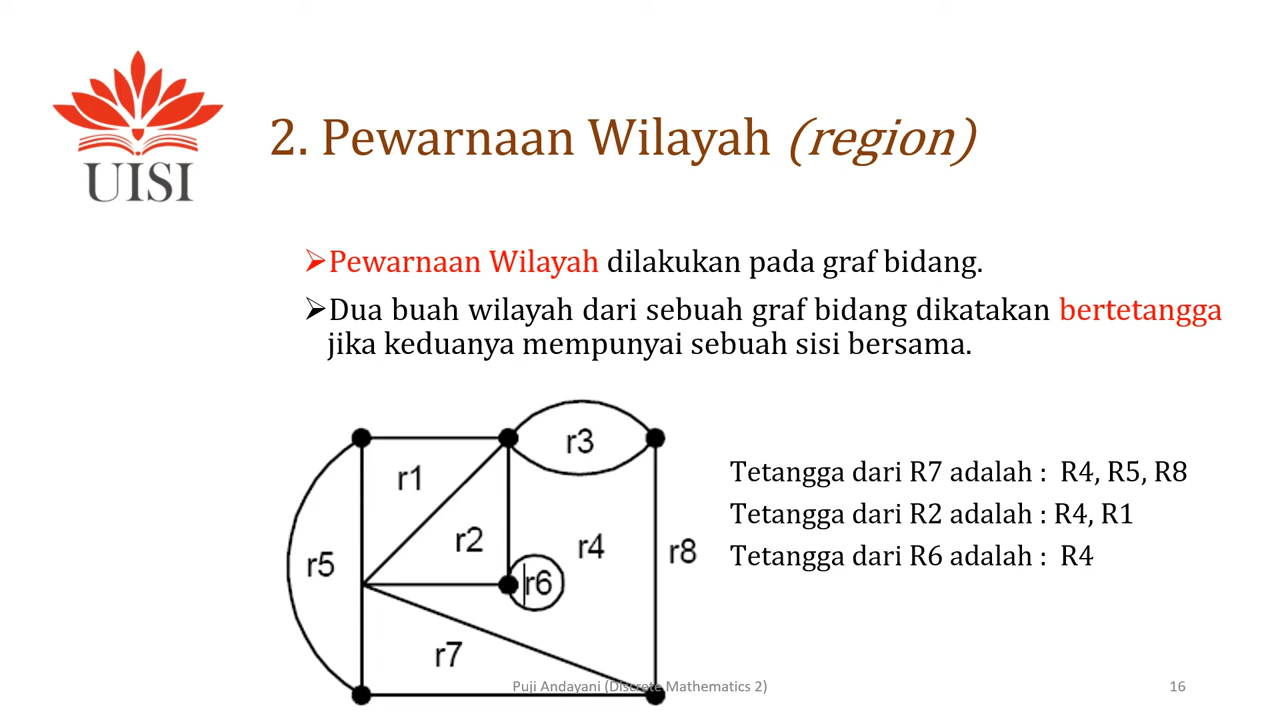 UISI
2. Pewarnaan Wilayah (region)
➢Pewarnaan Wilayah dilakukan pada graf bidang.
➢Dua buah wilayah dari sebuah graf bidang dikatakan bertetangga
jika keduanya mempunyai sebuah sisi bersama.
r3
r1
r2
r4
r8
r5
r6
r7
Tetangga dari R7 adalah : R4, R5, R8
Tetangga dari R2 adalah : R4, R1
Tetangga dari R6 adalah : R4
Puji Andayani (Discrete Mathematics 2)
16